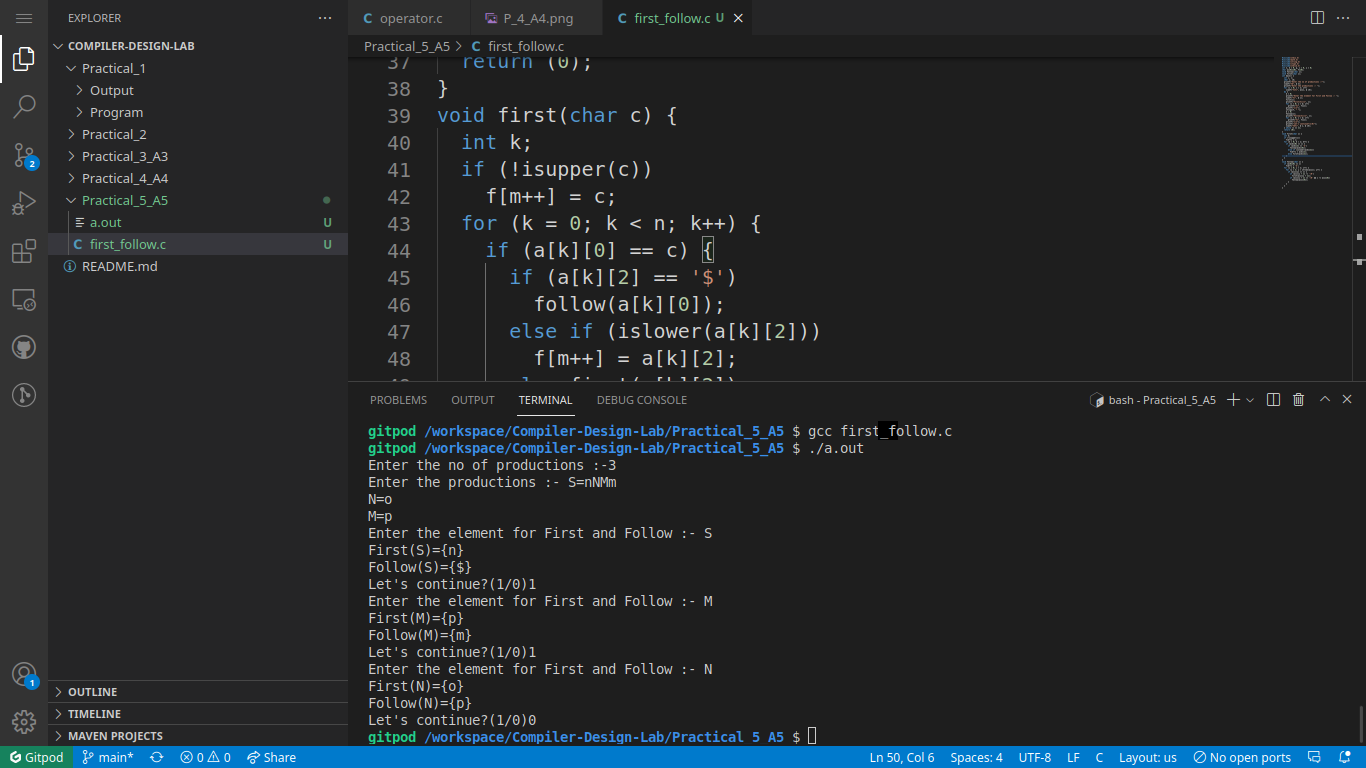 EXPLORER
COMPILER-DESIGN-LAB
Practical_1
Output
Program
Practical_2
Practical_3_A3
Practical_4_A4
Practical_5_A5
a.out U
C first_follow.c U
README.md
OUTLINE
TIMELINE
MAVEN PROJECTS
2
1
C operator.c
P_4_A4.png
C first_follow.c U
Practical_5_A5 > C first_follow.c
37 return (0);
38 }
39 void first(char c) {
40 int k;
41 if (!isupper(c))
42 f[m++] = c;
43 for (k = 0; k < n; k++) {
44 if (a[k][0] == c) {
45 if (a[k][2] == '$')
46 follow(a[k][0]);
47 else if (islower(a[k][2]))
48 f[m++] = a[k][2];
PROBLEMS OUTPUT TERMINAL DEBUG CONSOLE
bash - Practical_5_A5
gitpod /workspace/Compiler-Design-Lab/Practical_5_A5 $ gcc first_follow.c
gitpod /workspace/Compiler-Design-Lab/Practical_5_A5 $ ./a.out
Enter the no of productions :-3
Enter the productions :- S=nNMm
N=o
M=p
Enter the element for First and Follow :- S
First(S)={n}
Follow(S)={$}
Let's continue?(1/0)1
Enter the element for First and Follow :- M
First(M)={p}
Follow(M)={m}
Let's continue?(1/0)1
Enter the element for First and Follow :- N
First(N)={o}
Follow(N)={p}
Let's continue?(1/0)0
gitpod /workspace/Compiler-Design-Lab/Practical_5_A5 $
Gitpod main* 0 0 Share Ln 50, Col 6 Spaces: 4 UTF-8 LF C Layout: us No open ports